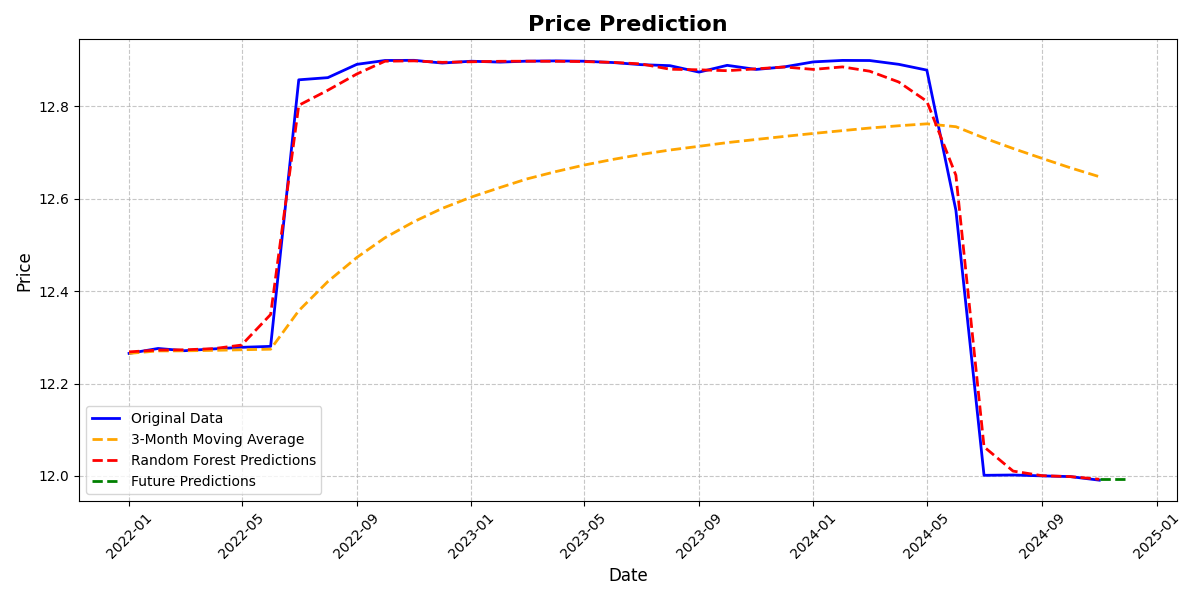 Price Prediction
Price
12.8
12.6
12.4
12.2
12.0
Original Data
3-Month Moving Average
Random Forest Predictions
Future Predictions
2022-01
2022-05
2022-09
2023-01
2023-05
2023-09
2024-01
2024-05
2024-09
2025-01
Date